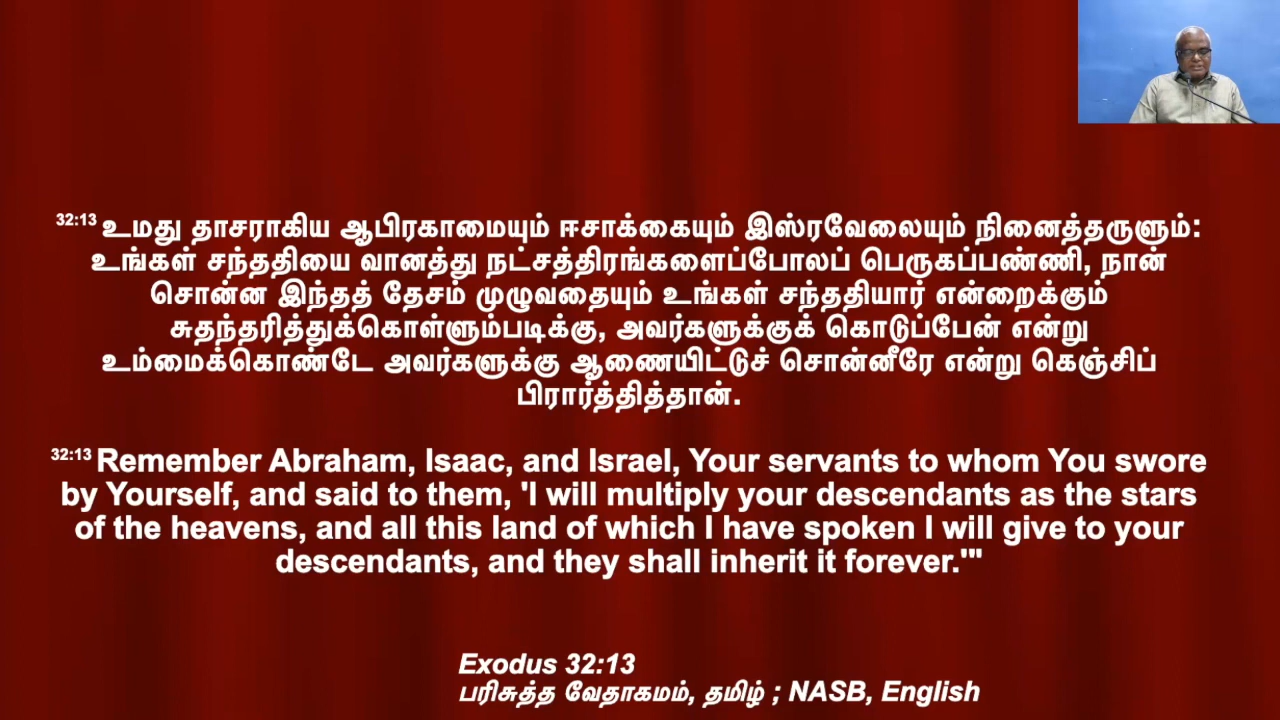 32:13 உமது தாசராகிய ஆபிரகாமையும் ஈசாக்கையும் இஸ்ரவேலையும் நினைத்தருளும்:
உங்கள் சந்ததியை வானத்து நட்சத்திரங்களைப்போலப் பெருகப்பண்ணி, நான்
சொன்ன இந்தத் தேசம் முழுவதையும் உங்கள் சந்ததியார் என்றைக்கும்
சுதந்தரித்துக்கொள்ளும்படிக்கு, அவர்களுக்குக் கொடுப்பேன் என்று
உம்மைக்கொண்டே அவர்களுக்கு ஆணையிட்டுச் சொன்னீரே என்று கெஞ்சிப்
பிரார்த்தித்தான்.
32:13 Remember Abraham, Isaac, and Israel, Your servants to whom You swore
by Yourself, and said to them, 'I will multiply your descendants as the stars
of the heavens, and all this land of which I have spoken I will give to your
descendants, and they shall inherit it forever.'"
Exodus 32:13
பரிசுத்த வேதாகமம், தமிழ் ; NASB, English